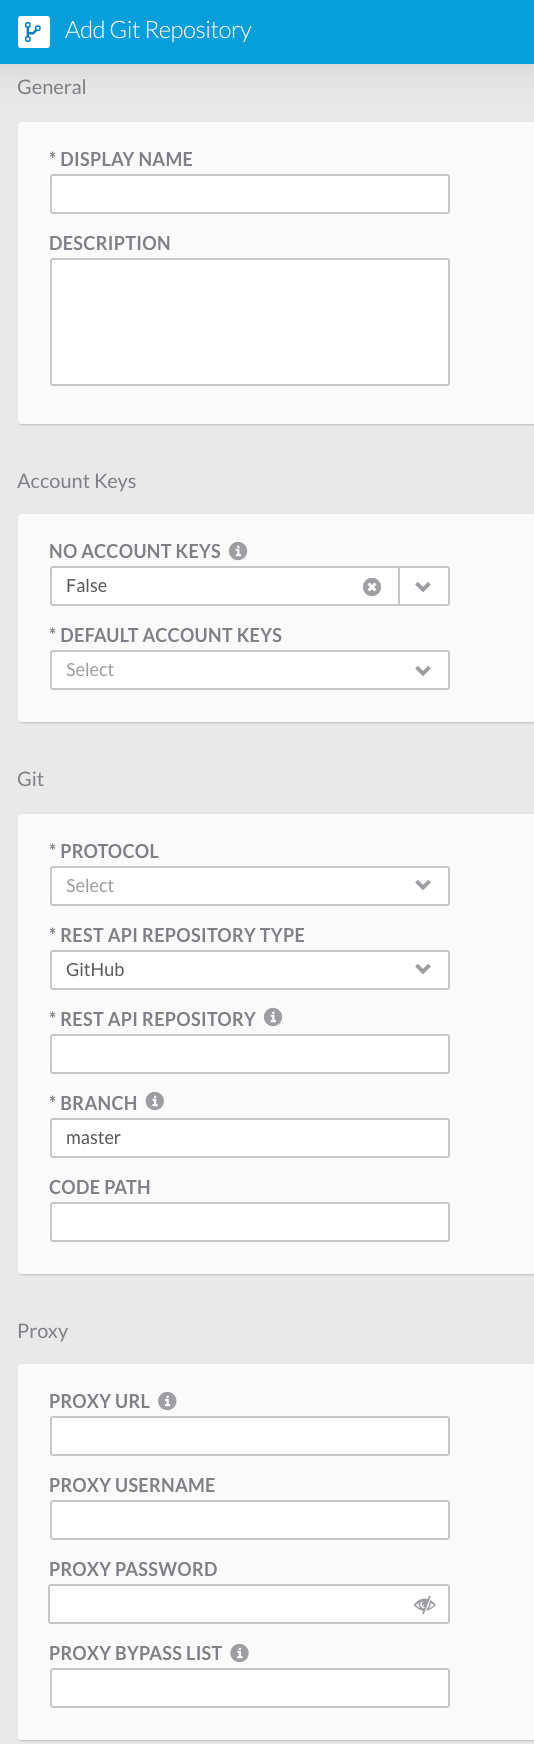 Add Git Repository
General
* DISPLAY NAME
DESCRIPTION
Account Keys
NO ACCOUNT KEYS
False
* DEFAULT ACCOUNT KEYS
Select
Git
* PROTOCOL
Select
* REST API REPOSITORY TYPE
GitHub
* REST API REPOSITORY
* BRANCH
master
CODE PATH
Proxy
PROXY URL
PROXY USERNAME
PROXY PASSWORD
PROXY BYPASS LIST